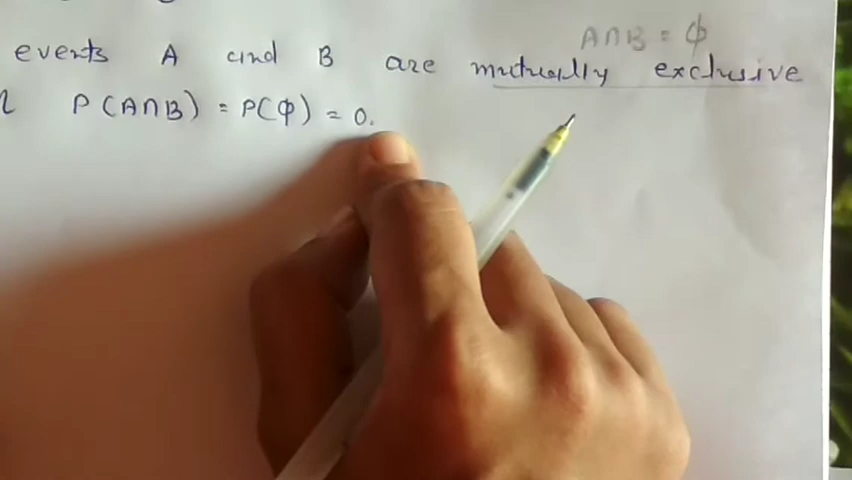 A∩B = ϕ
events A and B are mutually exclusive
P(A∩B) = P(ϕ) = 0.